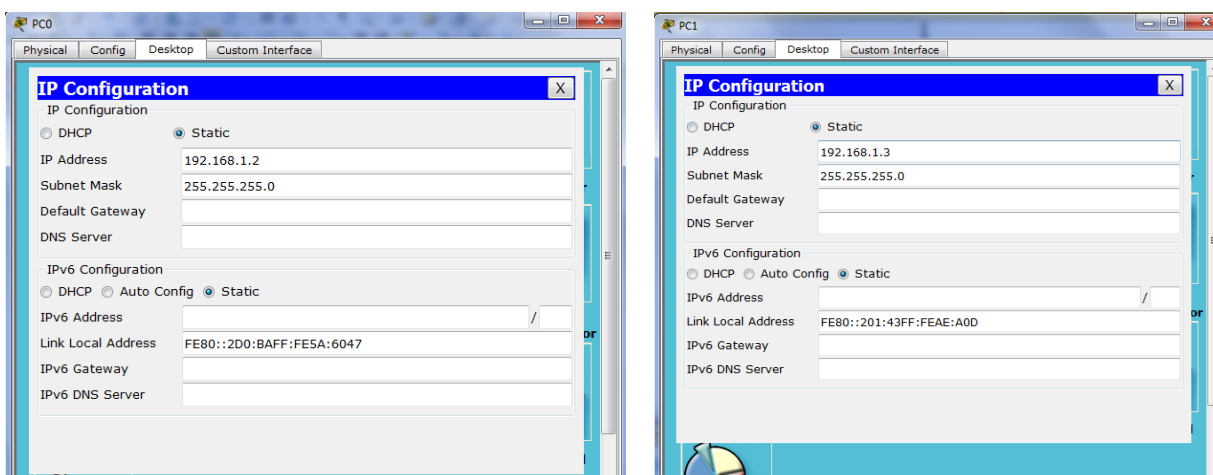 PC0
Physical Config Desktop Custom Interface
IP Configuration X
IP Configuration
DHCP Static
IP Address 192.168.1.2
Subnet Mask 255.255.255.0
Default Gateway
DNS Server
IPv6 Configuration
DHCP Auto Config Static
IPv6 Address /
Link Local Address FE80::2D0:BAFF:FE5A:6047
IPv6 Gateway
IPv6 DNS Server
or
PC1
Physical Config Desktop Custom Interface
IP Configuration X
IP Configuration
DHCP Static
IP Address 192.168.1.3
Subnet Mask 255.255.255.0
Default Gateway
DNS Server
IPv6 Configuration
DHCP Auto Config Static
IPv6 Address /
Link Local Address FE80::201:43FF:FEAE:A0D
IPv6 Gateway
IPv6 DNS Server
or